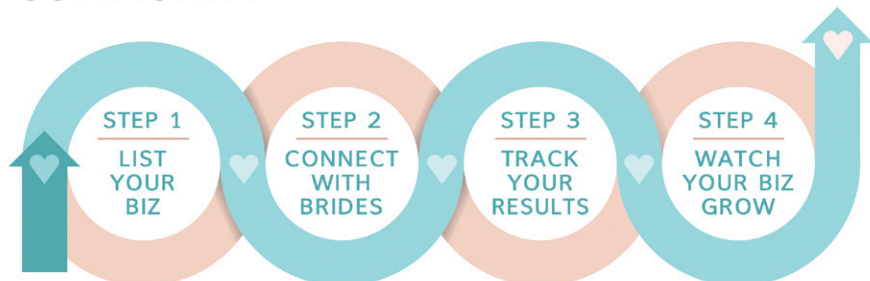 STEP 1
LIST
YOUR
BIZ
STEP 2
CONNECT
WITH
BRIDES
STEP 3
TRACK
YOUR
RESULTS
STEP 4
WATCH
YOUR BIZ
GROW